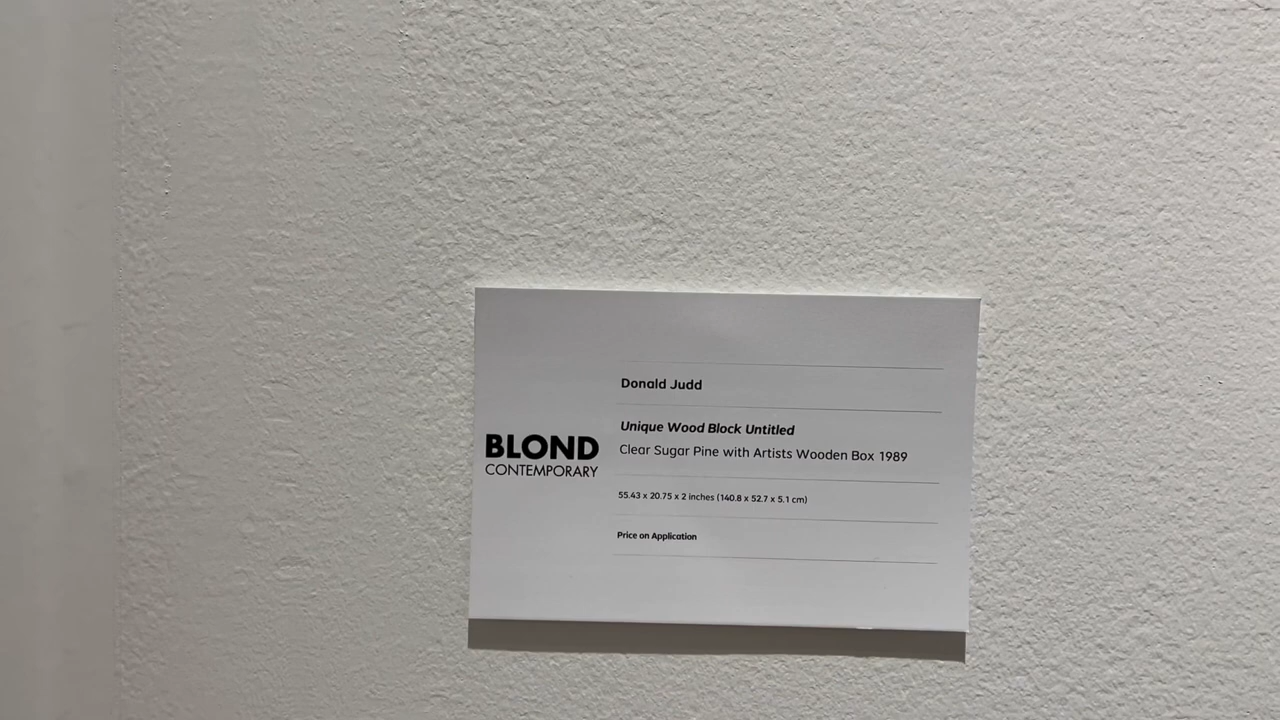 BLOND
CONTEMPORARY
Donald Judd
Unique Wood Block Untitled
Clear Sugar Pine with Artists Wooden Box 1989
55.43 x 20.75 x 2 inches (140.8 x 52.7 x 5.1 cm)
Price on Application